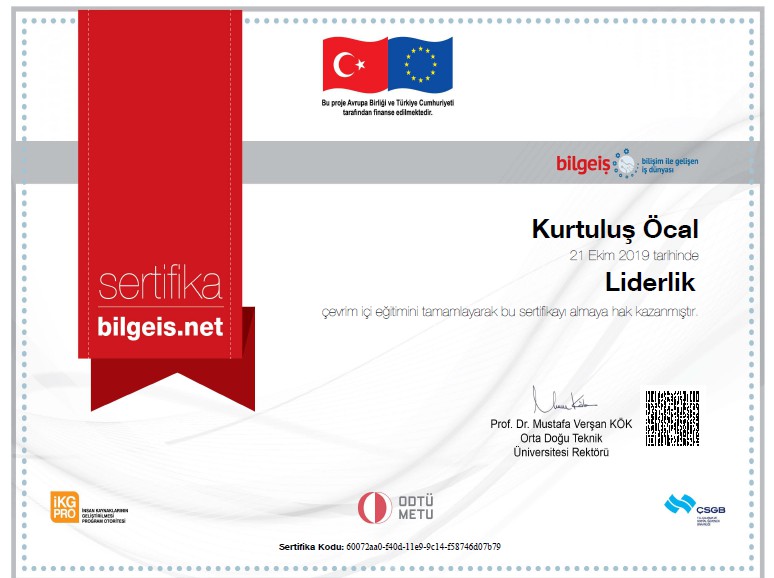 Bu proje Avrupa Birliği ve Türkiye Cumhuriyeti
tarafından finanse edilmektedir.
bilgeiş
bilişim ile gelişen
iş dünyası
Kurtuluş Öcal
21 Ekim 2019 tarihinde
Liderlik
çevrim içi eğitimini tamamlayarak bu sertifikayı almaya hak kazanmıştır.
sertifika
bilgeis.net
Prof. Dr. Mustafa Verşan KÖK
Orta Doğu Teknik
Üniversitesi Rektörü
iKG
PRO
İNSAN KAYNAKLARININ
GELİŞTİRİLMESİ
PROGRAM OTORİTESİ
ODTÜ
METU
ÇSGB
Sertifika Kodu: 60072aa0-f40d-11e9-9c14-f58746d07b79